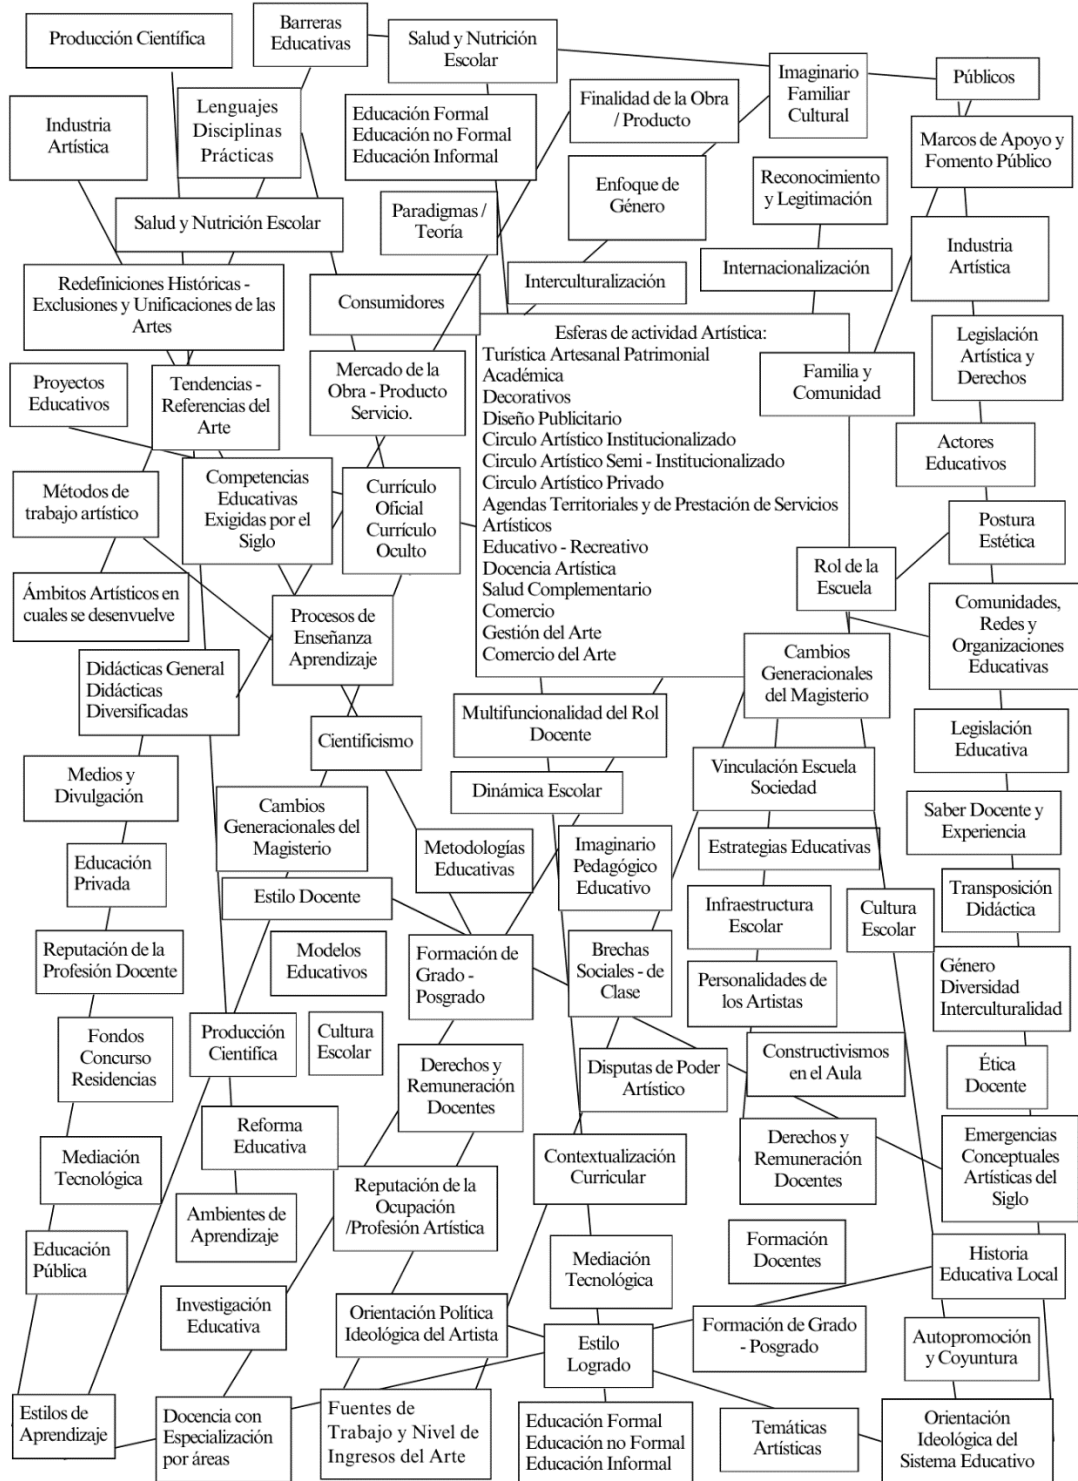 Producción Científica
Barreras
Educativas
Salud y Nutrición
Escolar
Imaginario
Familiar
Cultural
Públicos
Industria
Artística
Lenguajes
Disciplinas
Prácticas
Educación Formal
Educación no Formal
Educación Informal
Finalidad de la Obra
/ Producto
Marcos de Apoyo y
Fomento Público
Salud y Nutrición Escolar
Paradigmas /
Teoría
Enfoque de
Género
Reconocimiento
y Legitimación
Industria
Artística
Redefiniciones Históricas -
Exclusiones y Unificaciones de las
Artes
Consumidores
Interculturalización
Internacionalización
Legislación
Artística y
Derechos
Proyectos
Educativos
Tendencias -
Referencias del
Arte
Mercado de la
Obra - Producto
Servicio.
Esferas de actividad Artística:
Turística Artesanal Patrimonial
Académica
Decorativos
Diseño Publicitario
Circulo Artístico Institucionalizado
Circulo Artístico Semi - Institucionalizado
Circulo Artístico Privado
Agendas Territoriales y de Prestación de Servicios
Artísticos
Educativo - Recreativo
Docencia Artística
Salud Complementario
Comercio
Gestión del Arte
Comercio del Arte
Familia y
Comunidad
Actores
Educativos
Métodos de
trabajo artístico
Competencias
Educativas
Exigidas por el
Siglo
Currículo
Oficial
Currículo
Oculto
Postura
Estética
Rol de la
Escuela
Ámbitos Artísticos en
cuales se desenvuelve
Procesos de
Enseñanza
Aprendizaje
Comunidades,
Redes y
Organizaciones
Educativas
Didácticas General
Didácticas
Diversificadas
Cambios
Generacionales
del Magisterio
Cientificismo
Multifuncionalidad del Rol
Docente
Legislación
Educativa
Medios y
Divulgación
Dinámica Escolar
Vinculación Escuela
Sociedad
Cambios
Generacionales del
Magisterio
Saber Docente y
Experiencia
Educación
Privada
Metodologías
Educativas
Imaginario
Pedagógico
Educativo
Estrategias Educativas
Transposición
Didáctica
Estilo Docente
Infraestructura
Escolar
Cultura
Escolar
Reputación de la
Profesión Docente
Modelos
Educativos
Formación de
Grado -
Posgrado
Brechas
Sociales - de
Clase
Personalidades de
los Artistas
Género
Diversidad
Interculturalidad
Fondos
Concurso
Residencias
Producción
Cientifica
Cultura
Escolar
Derechos y
Remuneración
Docentes
Disputas de Poder
Artístico
Constructivismos
en el Aula
Ética
Docente
Reforma
Educativa
Mediación
Tecnológica
Contextualización
Curricular
Derechos y
Remuneración
Docentes
Emergencias
Conceptuales
Artísticas del
Siglo
Reputación de la
Ocupación
/Profesión Artística
Ambientes de
Aprendizaje
Educación
Pública
Mediación
Tecnológica
Formación
Docentes
Historia
Educativa Local
Investigación
Educativa
Orientación Política
Ideológica del Artista
Estilo
Logrado
Formación de Grado
- Posgrado
Autopromoción
y Coyuntura
Estilos de
Aprendizaje
Docencia con
Especialización
por áreas
Fuentes de
Trabajo y Nivel de
Ingresos del Arte
Educación Formal
Educación no Formal
Educación Informal
Temáticas
Artísticas
Orientación
Ideológica del
Sistema Educativo